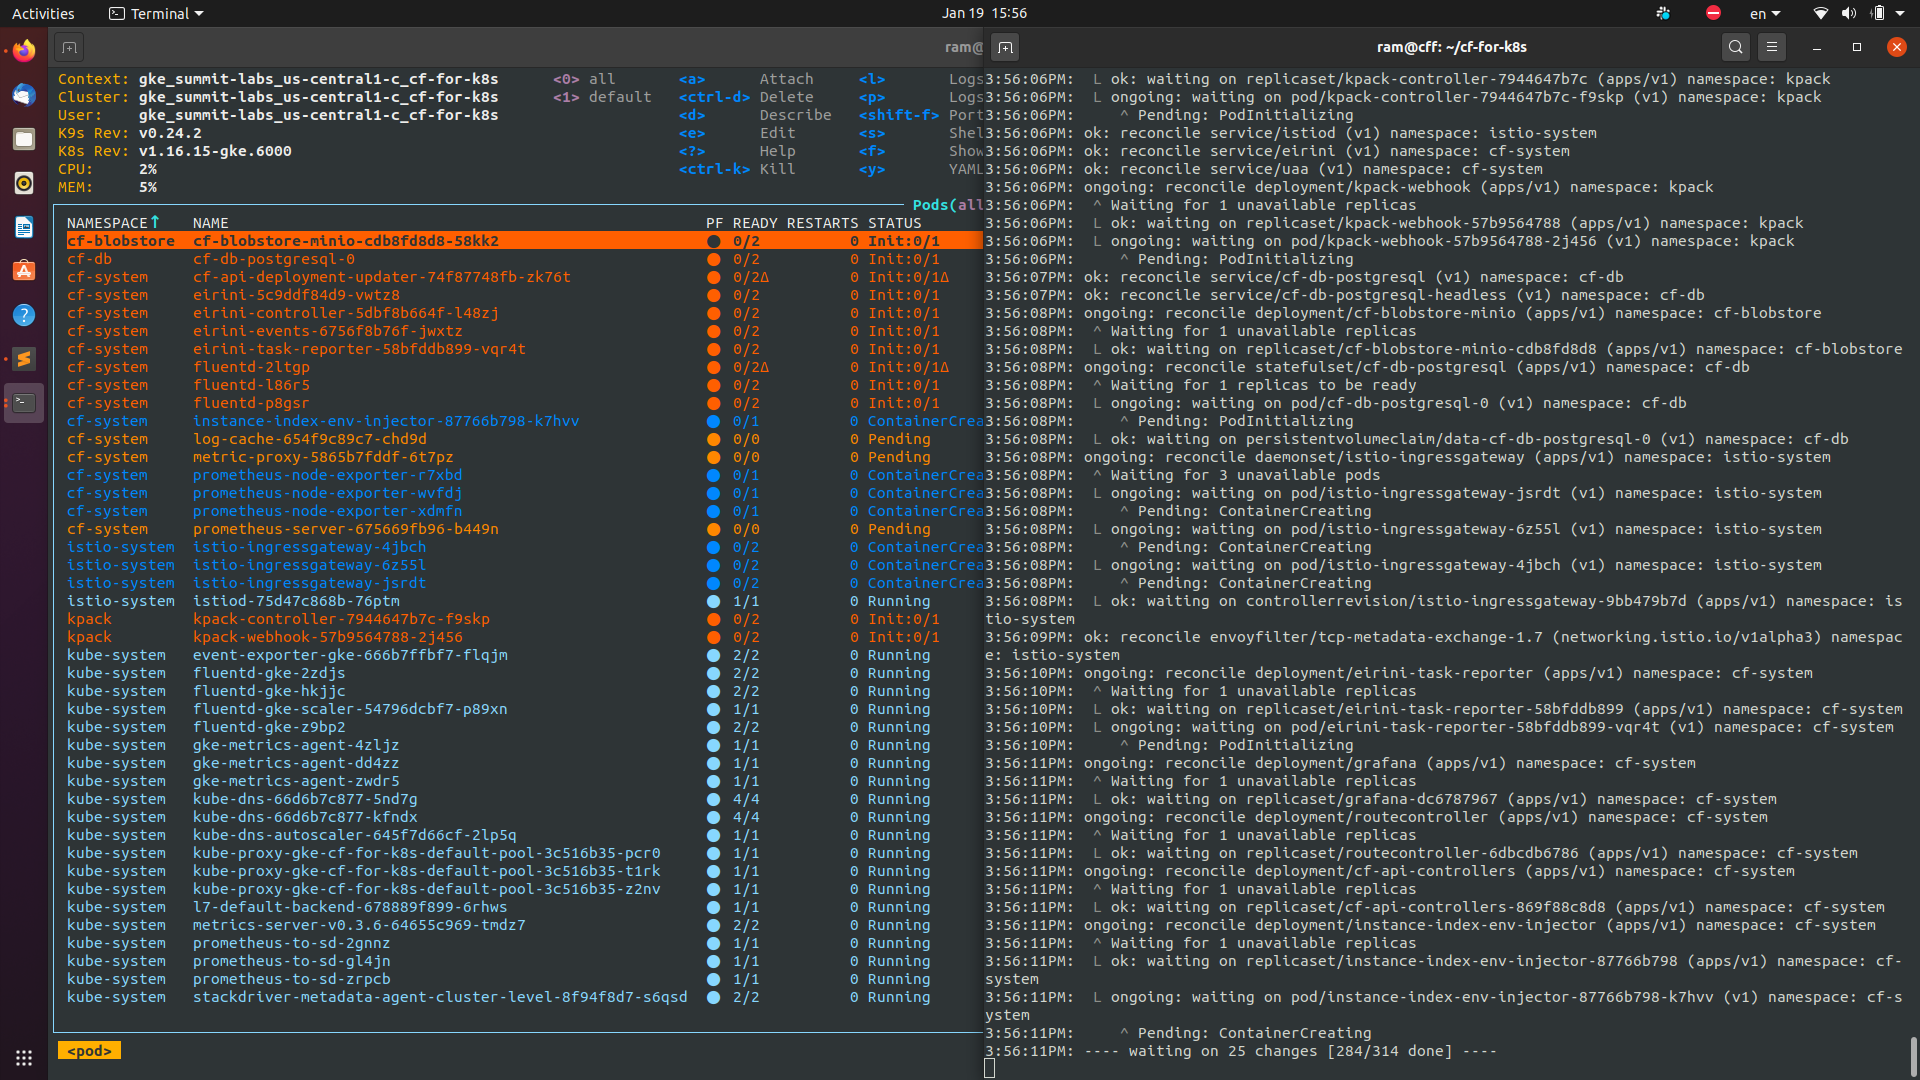 Activities
Terminal
Jan 19 15:56
en
ram@
Context: gke_summit-labs_us-central1-c_cf-for-k8s <0> all <a> Attach <l> Logs
Cluster: gke_summit-labs_us-central1-c_cf-for-k8s <1> default <ctrl-d> Delete <p> Logs
User: gke_summit-labs_us-central1-c_cf-for-k8s <d> Describe <shift-f> Port
K9s Rev: v0.24.2 <e> Edit <s> Shel
K8s Rev: v1.16.15-gke.6000 <?> Help <f> Show
CPU: 2% <ctrl-k> Kill <y> YAML
MEM: 5%
Pods(all
NAMESPACE↑ NAME PF READY RESTARTS STATUS
cf-blobstore cf-blobstore-minio-cdb8fd8d8-58kk2 ● 0/2 0 Init:0/1
cf-db cf-db-postgresql-0 ● 0/2 0 Init:0/1
cf-system cf-api-deployment-updater-74f87748fb-zk76t ● 0/2Δ 0 Init:0/1Δ
cf-system eirini-5c9ddf84d9-vwtz8 ● 0/2 0 Init:0/1
cf-system eirini-controller-5dbf8b664f-l48zj ● 0/2 0 Init:0/1
cf-system eirini-events-6756f8b76f-jwxtz ● 0/2 0 Init:0/1
cf-system eirini-task-reporter-58bfddb899-vqr4t ● 0/2 0 Init:0/1
cf-system fluentd-2ltgp ● 0/2Δ 0 Init:0/1Δ
cf-system fluentd-l86r5 ● 0/2 0 Init:0/1
cf-system fluentd-p8gsr ● 0/2 0 Init:0/1
cf-system instance-index-env-injector-87766b798-k7hvv ● 0/1 0 ContainerCrea
cf-system log-cache-654f9c89c7-chd9d ● 0/0 0 Pending
cf-system metric-proxy-5865b7fddf-6t7pz ● 0/0 0 Pending
cf-system prometheus-node-exporter-r7xbd ● 0/1 0 ContainerCrea
cf-system prometheus-node-exporter-wvfdj ● 0/1 0 ContainerCrea
cf-system prometheus-node-exporter-xdmfn ● 0/1 0 ContainerCrea
cf-system prometheus-server-675669fb96-b449n ● 0/0 0 Pending
istio-system istio-ingressgateway-4jbch ● 0/2 0 ContainerCrea
istio-system istio-ingressgateway-6z55l ● 0/2 0 ContainerCrea
istio-system istio-ingressgateway-jsrdt ● 0/2 0 ContainerCrea
istio-system istiod-75d47c868b-76ptm ● 1/1 0 Running
kpack kpack-controller-7944647b7c-f9skp ● 0/2 0 Init:0/1
kpack kpack-webhook-57b9564788-2j456 ● 0/2 0 Init:0/1
kube-system event-exporter-gke-666b7ffbf7-flqjm ● 2/2 0 Running
kube-system fluentd-gke-2zdjs ● 2/2 0 Running
kube-system fluentd-gke-hkjjc ● 2/2 0 Running
kube-system fluentd-gke-scaler-54796dcbf7-p89xn ● 1/1 0 Running
kube-system fluentd-gke-z9bp2 ● 2/2 0 Running
kube-system gke-metrics-agent-4zljz ● 1/1 0 Running
kube-system gke-metrics-agent-dd4zz ● 1/1 0 Running
kube-system gke-metrics-agent-zwdr5 ● 1/1 0 Running
kube-system kube-dns-66d6b7c877-5nd7g ● 4/4 0 Running
kube-system kube-dns-66d6b7c877-kfndx ● 4/4 0 Running
kube-system kube-dns-autoscaler-645f7d66cf-2lp5q ● 1/1 0 Running
kube-system kube-proxy-gke-cf-for-k8s-default-pool-3c516b35-pcr0 ● 1/1 0 Running
kube-system kube-proxy-gke-cf-for-k8s-default-pool-3c516b35-t1rk ● 1/1 0 Running
kube-system kube-proxy-gke-cf-for-k8s-default-pool-3c516b35-z2nv ● 1/1 0 Running
kube-system l7-default-backend-678889f899-6rhws ● 1/1 0 Running
kube-system metrics-server-v0.3.6-64655c969-tmdz7 ● 2/2 0 Running
kube-system prometheus-to-sd-2gnnz ● 1/1 0 Running
kube-system prometheus-to-sd-gl4jn ● 1/1 0 Running
kube-system prometheus-to-sd-zrpcb ● 1/1 0 Running
kube-system stackdriver-metadata-agent-cluster-level-8f94f8d7-s6qsd ● 2/2 0 Running
<pod>
ram@cff: ~/cf-for-k8s
3:56:06PM: L ok: waiting on replicaset/kpack-controller-7944647b7c (apps/v1) namespace: kpack
3:56:06PM: L ongoing: waiting on pod/kpack-controller-7944647b7c-f9skp (v1) namespace: kpack
3:56:06PM: ^ Pending: PodInitializing
3:56:06PM: ok: reconcile service/istiod (v1) namespace: istio-system
3:56:06PM: ok: reconcile service/eirini (v1) namespace: cf-system
3:56:06PM: ok: reconcile service/uaa (v1) namespace: cf-system
3:56:06PM: ongoing: reconcile deployment/kpack-webhook (apps/v1) namespace: kpack
3:56:06PM: ^ Waiting for 1 unavailable replicas
3:56:06PM: L ok: waiting on replicaset/kpack-webhook-57b9564788 (apps/v1) namespace: kpack
3:56:06PM: L ongoing: waiting on pod/kpack-webhook-57b9564788-2j456 (v1) namespace: kpack
3:56:06PM: ^ Pending: PodInitializing
3:56:07PM: ok: reconcile service/cf-db-postgresql (v1) namespace: cf-db
3:56:07PM: ok: reconcile service/cf-db-postgresql-headless (v1) namespace: cf-db
3:56:08PM: ongoing: reconcile deployment/cf-blobstore-minio (apps/v1) namespace: cf-blobstore
3:56:08PM: ^ Waiting for 1 unavailable replicas
3:56:08PM: L ok: waiting on replicaset/cf-blobstore-minio-cdb8fd8d8 (apps/v1) namespace: cf-blobstore
3:56:08PM: ongoing: reconcile statefulset/cf-db-postgresql (apps/v1) namespace: cf-db
3:56:08PM: ^ Waiting for 1 replicas to be ready
3:56:08PM: L ongoing: waiting on pod/cf-db-postgresql-0 (v1) namespace: cf-db
3:56:08PM: ^ Pending: PodInitializing
3:56:08PM: L ok: waiting on persistentvolumeclaim/data-cf-db-postgresql-0 (v1) namespace: cf-db
3:56:08PM: ongoing: reconcile daemonset/istio-ingressgateway (apps/v1) namespace: istio-system
3:56:08PM: ^ Waiting for 3 unavailable pods
3:56:08PM: L ongoing: waiting on pod/istio-ingressgateway-jsrdt (v1) namespace: istio-system
3:56:08PM: ^ Pending: ContainerCreating
3:56:08PM: L ongoing: waiting on pod/istio-ingressgateway-6z55l (v1) namespace: istio-system
3:56:08PM: ^ Pending: ContainerCreating
3:56:08PM: L ongoing: waiting on pod/istio-ingressgateway-4jbch (v1) namespace: istio-system
3:56:08PM: ^ Pending: ContainerCreating
3:56:08PM: L ok: waiting on controllerrevision/istio-ingressgateway-9bb479b7d (apps/v1) namespace: is
tio-system
3:56:09PM: ok: reconcile envoyfilter/tcp-metadata-exchange-1.7 (networking.istio.io/v1alpha3) namespac
e: istio-system
3:56:10PM: ongoing: reconcile deployment/eirini-task-reporter (apps/v1) namespace: cf-system
3:56:10PM: ^ Waiting for 1 unavailable replicas
3:56:10PM: L ok: waiting on replicaset/eirini-task-reporter-58bfddb899 (apps/v1) namespace: cf-system
3:56:10PM: L ongoing: waiting on pod/eirini-task-reporter-58bfddb899-vqr4t (v1) namespace: cf-system
3:56:10PM: ^ Pending: PodInitializing
3:56:11PM: ongoing: reconcile deployment/grafana (apps/v1) namespace: cf-system
3:56:11PM: ^ Waiting for 1 unavailable replicas
3:56:11PM: L ok: waiting on replicaset/grafana-dc6787967 (apps/v1) namespace: cf-system
3:56:11PM: ongoing: reconcile deployment/routecontroller (apps/v1) namespace: cf-system
3:56:11PM: ^ Waiting for 1 unavailable replicas
3:56:11PM: L ok: waiting on replicaset/routecontroller-6dbcdb6786 (apps/v1) namespace: cf-system
3:56:11PM: ongoing: reconcile deployment/cf-api-controllers (apps/v1) namespace: cf-system
3:56:11PM: ^ Waiting for 1 unavailable replicas
3:56:11PM: L ok: waiting on replicaset/cf-api-controllers-869f88c8d8 (apps/v1) namespace: cf-system
3:56:11PM: ongoing: reconcile deployment/instance-index-env-injector (apps/v1) namespace: cf-system
3:56:11PM: ^ Waiting for 1 unavailable replicas
3:56:11PM: L ok: waiting on replicaset/instance-index-env-injector-87766b798 (apps/v1) namespace: cf-
system
3:56:11PM: L ongoing: waiting on pod/instance-index-env-injector-87766b798-k7hvv (v1) namespace: cf-s
ystem
3:56:11PM: ^ Pending: ContainerCreating
3:56:11PM: ---- waiting on 25 changes [284/314 done] ----